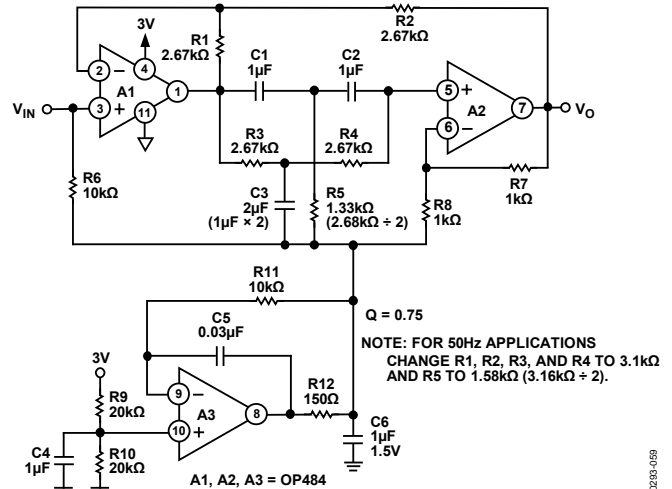 R2
2.67kΩ
3V
R1
2.67kΩ
C1
1µF
C2
1µF
2
−
4
A1
1
3
+
11
VIN
5
+
A2
7
VO
6
−
R3
2.67kΩ
R4
2.67kΩ
R6
10kΩ
R7
1kΩ
C3
2µF
(1µF × 2)
R5
1.33kΩ
(2.68kΩ ÷ 2)
R8
1kΩ
R11
10kΩ
C5
0.03µF
Q = 0.75
NOTE: FOR 50Hz APPLICATIONS
CHANGE R1, R2, R3, AND R4 TO 3.1kΩ
AND R5 TO 1.58kΩ (3.16kΩ ÷ 2).
3V
R9
20kΩ
9
−
A3
8
10
+
R12
150Ω
C4
1µF
R10
20kΩ
C6
1µF
1.5V
A1, A2, A3 = OP484
0293-059